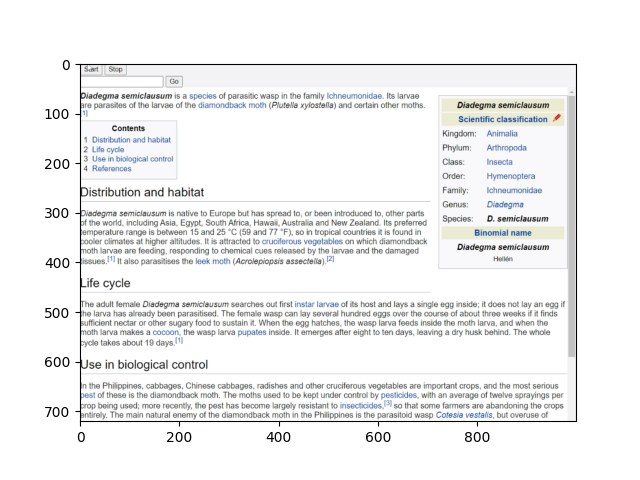 Start Stop
Go
Diadegma semiclausum is a species of parasitic wasp in the family Ichneumonidae. Its larvae
are parasites of the larvae of the diamondback moth (Plutella xylostella) and certain other moths.
[1]
Contents
1 Distribution and habitat
2 Life cycle
3 Use in biological control
4 References
Diadegma semiclausum
Scientific classification
Kingdom: Animalia
Phylum: Arthropoda
Class: Insecta
Order: Hymenoptera
Family: Ichneumonidae
Genus: Diadegma
Species: D. semiclausum
Binomial name
Diadegma semiclausum
Hellén
Distribution and habitat
Diadegma semiclausum is native to Europe but has spread to, or been introduced to, other parts
of the world, including Asia, Egypt, South Africa, Hawaii, Australia and New Zealand. Its preferred
temperature range is between 15 and 25 °C (59 and 77 °F), so in tropical countries it is found in
cooler climates at higher altitudes. It is attracted to cruciferous vegetables on which diamondback
moth larvae are feeding, responding to chemical cues released by the larvae and the damaged
tissues.[1] It also parasitises the leek moth (Acrolepiopsis assectella).[2]
Life cycle
The adult female Diadegma semiclausum searches out first instar larvae of its host and lays a single egg inside; it does not lay an egg if
the larva has already been parasitised. The female wasp can lay several hundred eggs over the course of about three weeks if it finds
sufficient nectar or other sugary food to sustain it. When the egg hatches, the wasp larva feeds inside the moth larva, and when the
moth larva makes a cocoon, the wasp larva pupates inside. It emerges after eight to ten days, leaving a dry husk behind. The whole
cycle takes about 19 days.[1]
Use in biological control
In the Philippines, cabbages, Chinese cabbages, radishes and other cruciferous vegetables are important crops, and the most serious
pest of these is the diamondback moth. The moths used to be kept under control by pesticides, with an average of twelve sprayings per
crop being used; more recently, the pest has become largely resistant to insecticides,[3] so that some farmers are abandoning the crops
entirely. The main natural enemy of the diamondback moth in the Philippines is the parasitoid wasp Cotesia vestalis, but overuse of
0
100
200
300
400
500
600
700
0 200 400 600 800